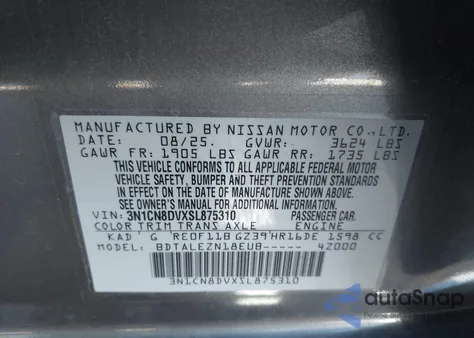 MANUFACTURED BY NISSAN MOTOR CO.,LTD.
DATE: 08/25. GVWR: 3624 LBS
GAWR FR: 1905 LBS GAWR RR: 1735 LBS
THIS VEHICLE CONFORMS TO ALL APPLICABLE FEDERAL MOTOR
VEHICLE SAFETY, BUMPER AND THEFT PREVENTION STANDARDS
IN EFFECT ON THE DATE OF MANUFACTURE SHOWN ABOVE.
SEE OWNER'S MANUAL FOR ADDITIONAL INFORMATION
VIN: 3N1CN8DVXSL875310 PASSENGER CAR.
COLOR TRIM TRANS AXLE ENGINE
KAD G RE0F11B GZ39 HR16DE 1598 CC
MODEL: BDTALEZN18EUB----- 4Z000
3N1CN8DVXSL875310
autoSnap